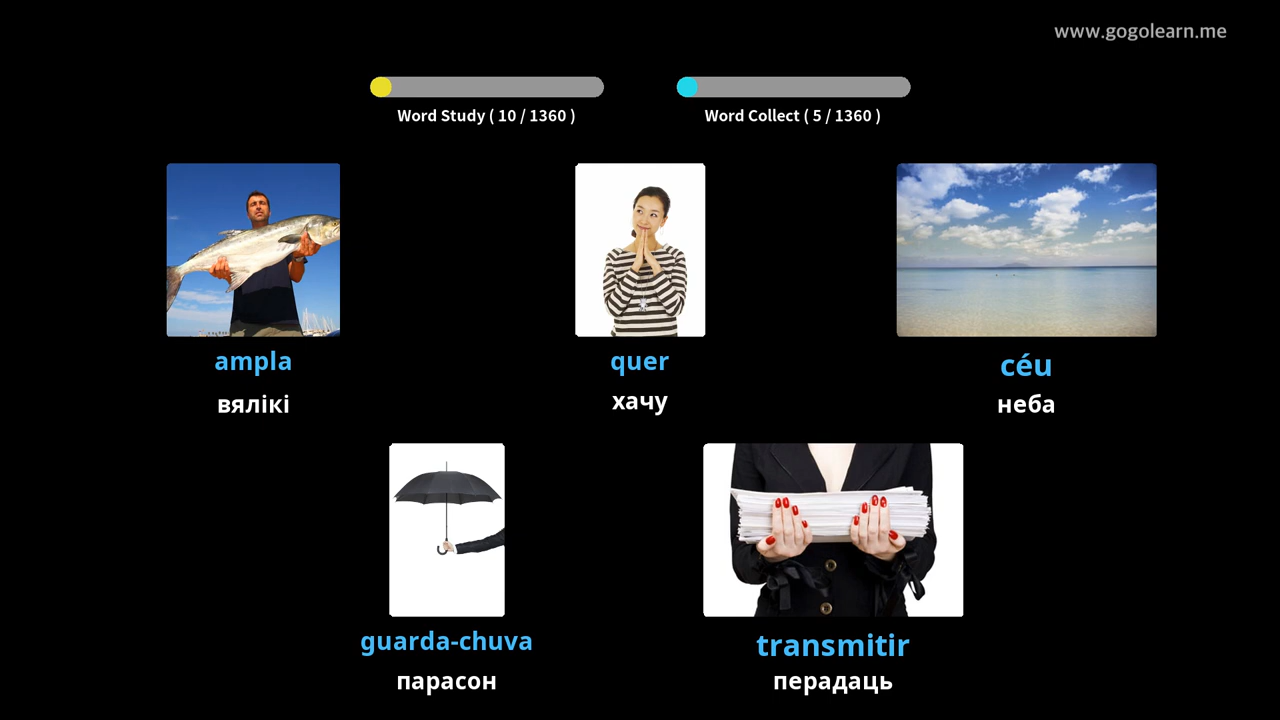 www.gogolearn.me
Word Study ( 10 / 1360 )
Word Collect ( 5 / 1360 )
ampla
вялікі
quer
хачу
céu
неба
guarda-chuva
парасон
transmitir
перадаць